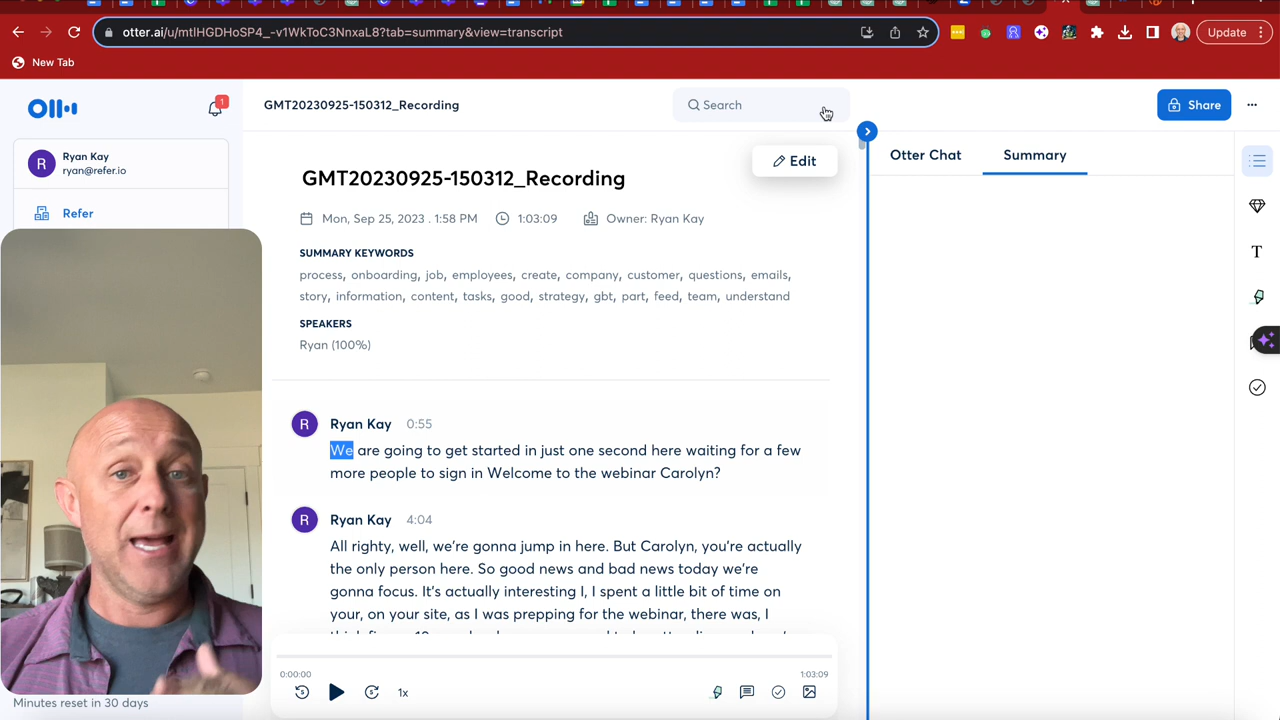 otter.ai/u/mtlHGDHoSP4_-v1WkToC3NnxaL8?tab=summary&view=transcript
Update
New Tab
1
GMT20230925-150312_Recording
Search
Share
R
Ryan Kay
ryan@refer.io
Refer
Edit
GMT20230925-150312_Recording
Mon, Sep 25, 2023 . 1:58 PM
1:03:09
Owner: Ryan Kay
SUMMARY KEYWORDS
process, onboarding, job, employees, create, company, customer, questions, emails,
story, information, content, tasks, good, strategy, gbt, part, feed, team, understand
SPEAKERS
Ryan (100%)
R
Ryan Kay 0:55
We are going to get started in just one second here waiting for a few
more people to sign in Welcome to the webinar Carolyn?
R
Ryan Kay 4:04
All righty, well, we're gonna jump in here. But Carolyn, you're actually
the only person here. So good news and bad news today we're
gonna focus. It's actually interesting I, I spent a little bit of time on
your, on your site, as I was prepping for the webinar, there was, I
0:00:00
1:03:09
1x
Minutes reset in 30 days
Otter Chat
Summary
T